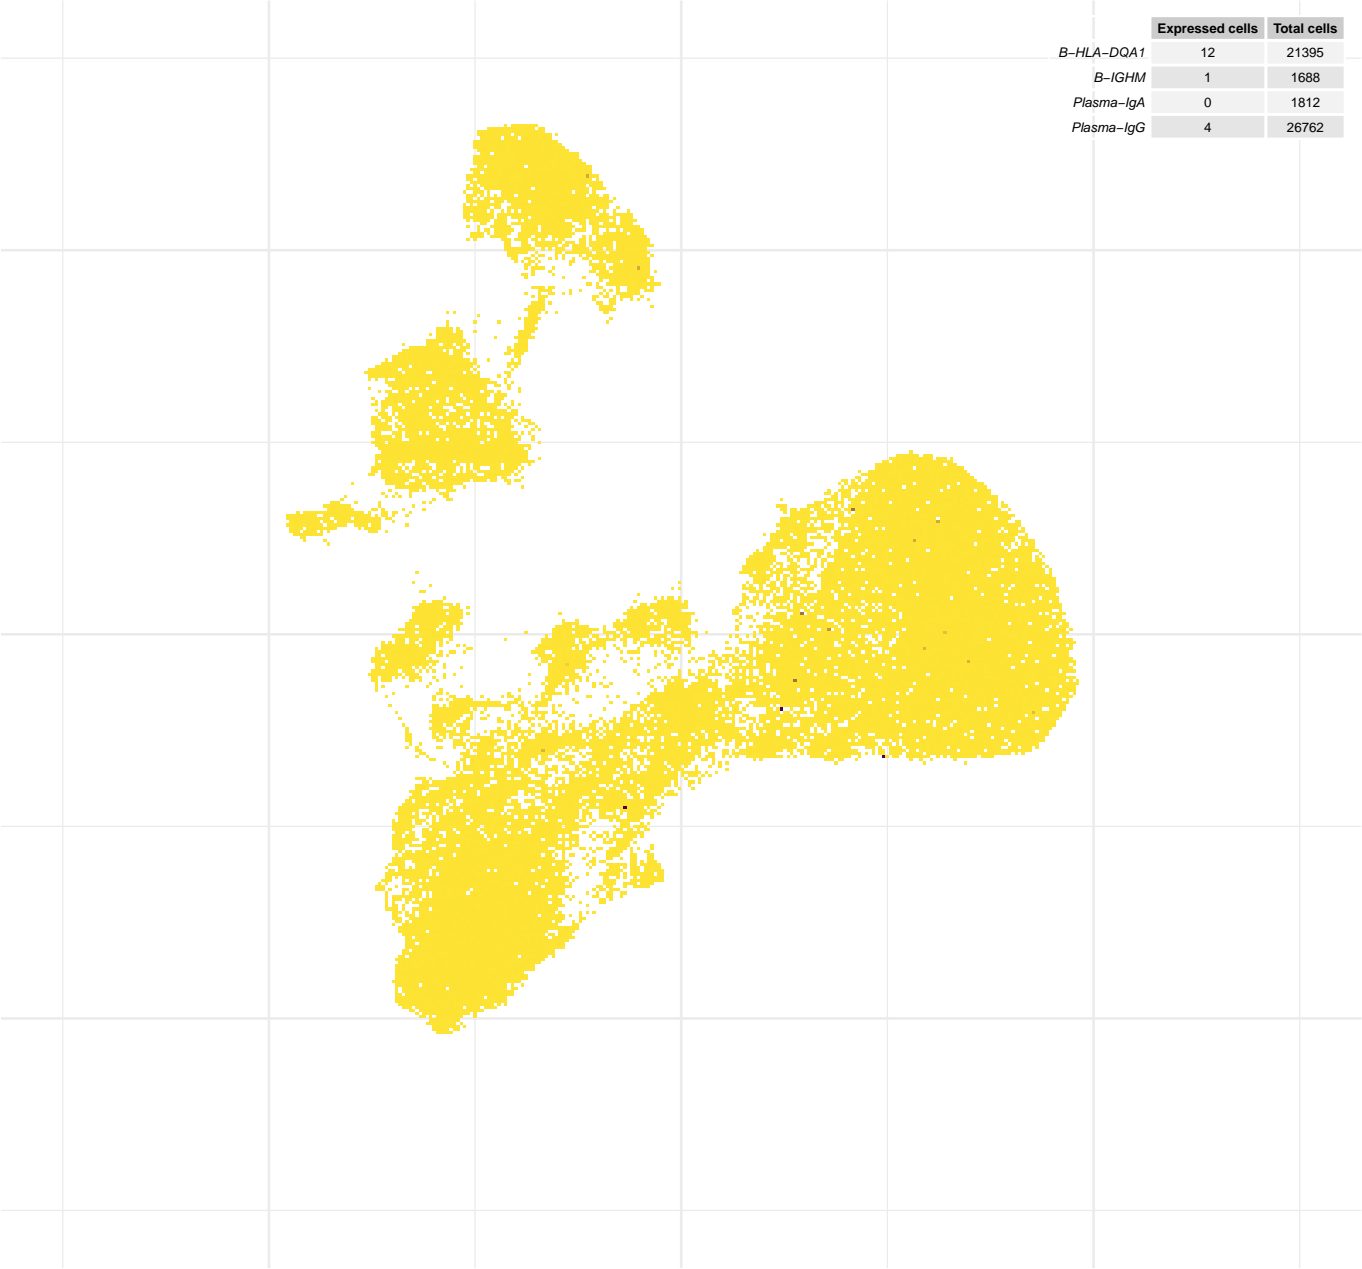 Expressed cells Total cells
B−HLA−DQA1 12 21395
B−IGHM 1 1688
Plasma−IgA 0 1812
Plasma−IgG 4 26762